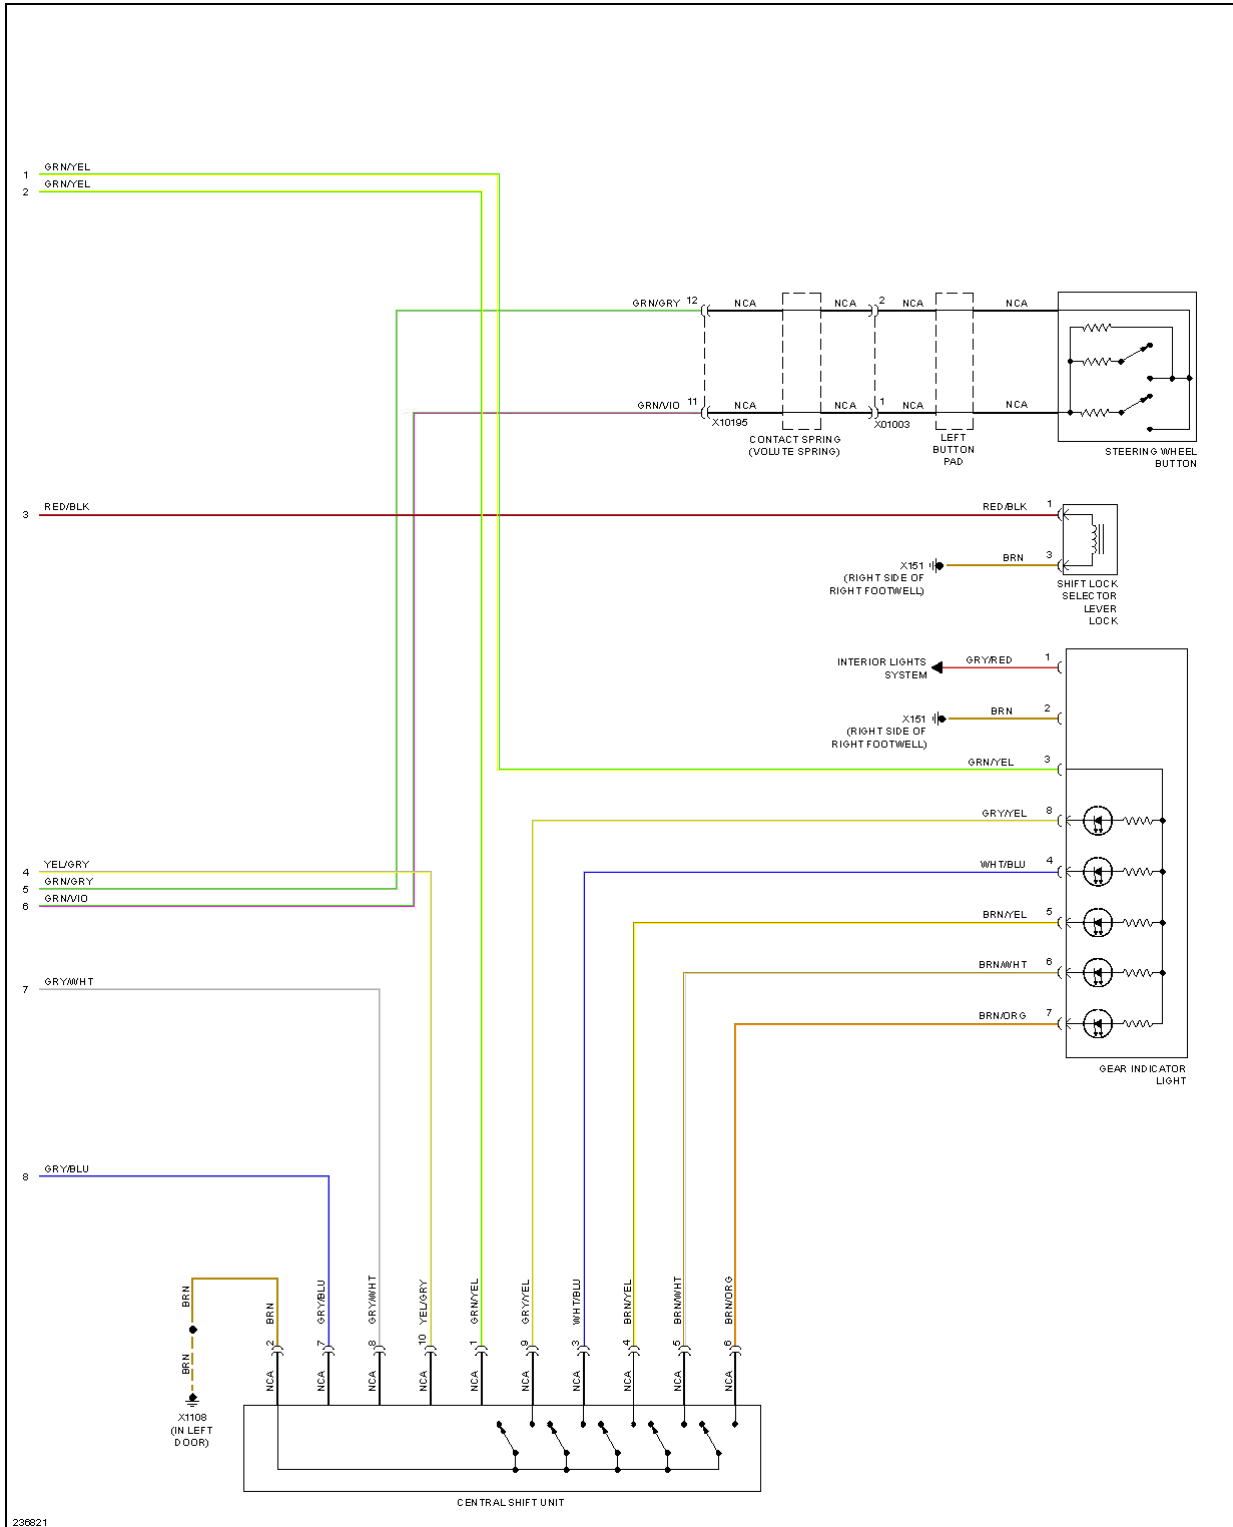 1 GRN/YEL
2 GRN/YEL
GRN/GRY 12 NCA NCA 2 NCA NCA
GRN/VIO 11 NCA NCA 1 NCA NCA
X10195
X01003
CONTACT SPRING
(VOLUTE SPRING)
LEFT
BUTTON
PAD
STEERING WHEEL
BUTTON
3 RED/BLK RED/BLK 1
BRN 3
X151
(RIGHT SIDE OF
RIGHT FOOTWELL)
SHIFT LOCK
SELECTOR
LEVER
LOCK
INTERIOR LIGHTS
SYSTEM
GRY/RED 1
BRN 2
X151
(RIGHT SIDE OF
RIGHT FOOTWELL)
GRN/YEL 3
GRY/YEL 8
4 YEL/GRY WHT/BLU 4
5 GRN/GRY
6 GRN/VIO
BRN/YEL 5
BRN/WHT 6
7 GRY/WHT
BRN/ORG 7
GEAR INDICATOR
LIGHT
8 GRY/BLU
BRN
BRN
X1108
(IN LEFT
DOOR)
BRN 2 NCA
GRY/BLU 7 NCA
GRY/WHT 8 NCA
YEL/GRY 10 NCA
GRN/YEL 1 NCA
GRY/YEL 9 NCA
WHT/BLU 3 NCA
BRN/YEL 4 NCA
BRN/WHT 5 NCA
BRN/ORG 6 NCA
CENTRAL SHIFT UNIT
236821